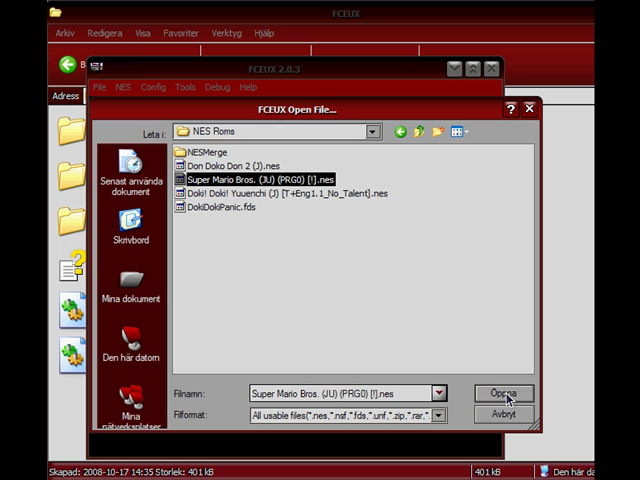 FCEUX
Arkiv Redigera Visa Favoriter Verktyg Hjälp
FCEUX 2.0.3
Adress
File NES Config Tools Debug Help
FCEUX Open File...
Leta i: NES Roms
NESMerge
Don Doko Don 2 (J).nes
Super Mario Bros. (JU) (PRG0) [!].nes
Doki! Doki! Yuuenchi (J) [T+Eng1.1_No_Talent].nes
DokiDokiPanic.fds
Senast använda
dokument
Skrivbord
Mina dokument
Den här datorn
Mina
nätverksplatser
Filnamn: Super Mario Bros. (JU) (PRG0) [!].nes
Öppna
Filformat: All usable files(*.nes,*.nsf,*.fds,*.unf,*.zip,*.rar,*.
Avbryt
Skapad: 2008-10-17 14:35 Storlek: 401 kB 401 kB Den här da